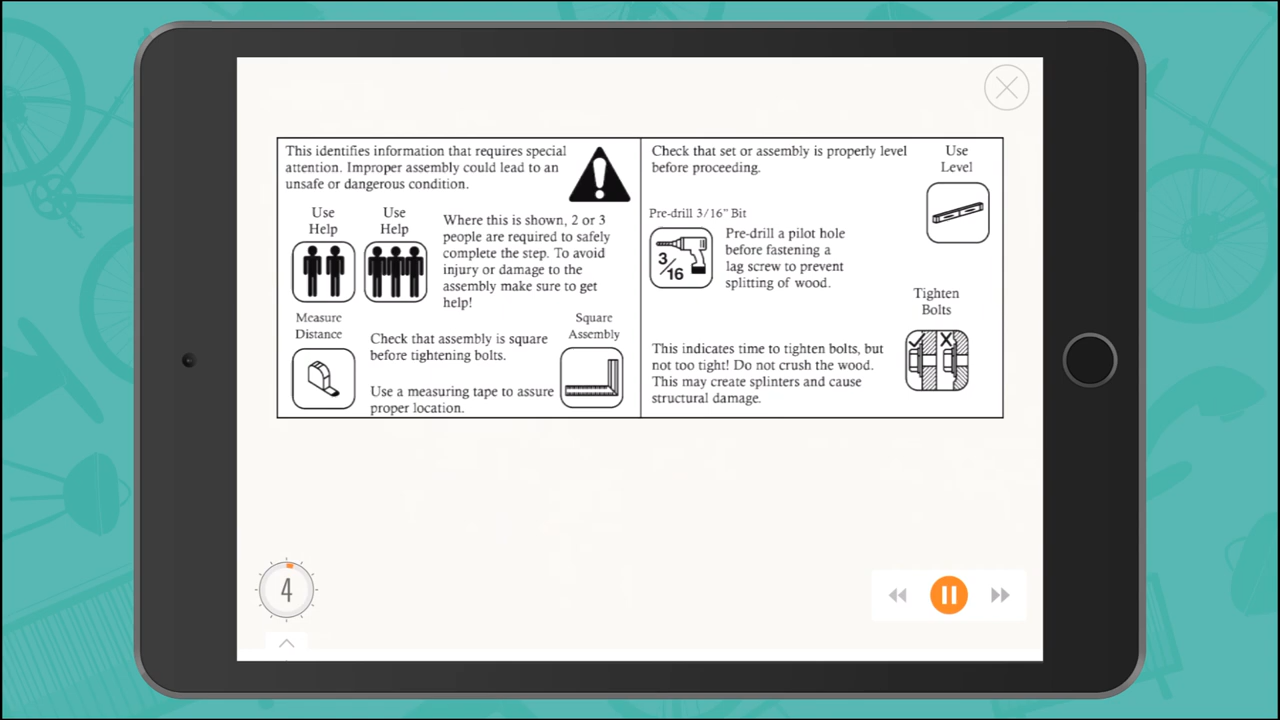 This identifies information that requires special
attention. Improper assembly could lead to an
unsafe or dangerous condition.
Use
Help
Use
Help
Where this is shown, 2 or 3
people are required to safely
complete the step. To avoid
injury or damage to the
assembly make sure to get
help!
Measure
Distance
Check that assembly is square
before tightening bolts.
Square
Assembly
Use a measuring tape to assure
proper location.
Check that set or assembly is properly level
before proceeding.
Use
Level
Pre-drill 3/16" Bit
3/16
Pre-drill a pilot hole
before fastening a
lag screw to prevent
splitting of wood.
Tighten
Bolts
This indicates time to tighten bolts, but
not too tight! Do not crush the wood.
This may create splinters and cause
structural damage.
4